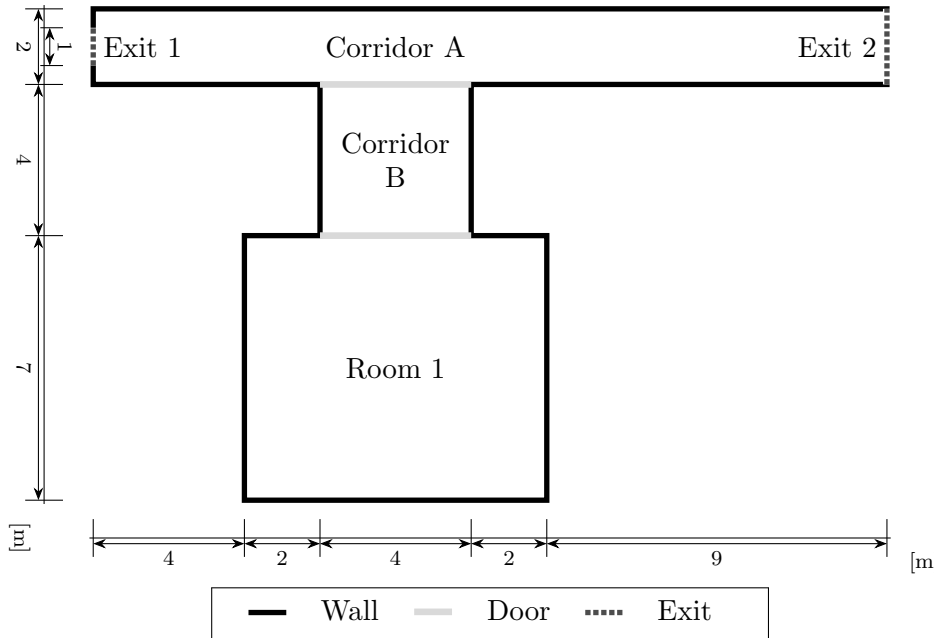 2
1
Exit 1
Corridor A
Exit 2
4
Corridor
B
7
Room 1
[m]
4
2
4
2
9
[m
Wall
Door
Exit